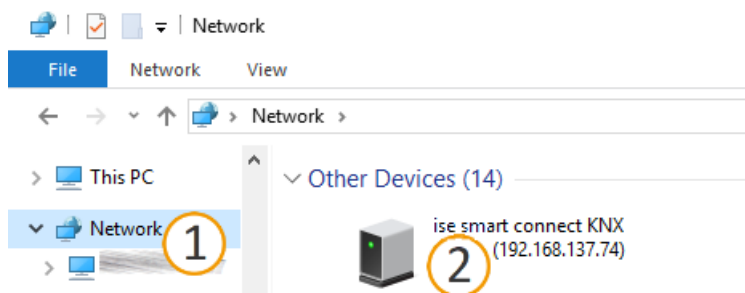 Network
File Network View
Network
This PC
Other Devices (14)
Network
1
ise smart connect KNX
2
(192.168.137.74)